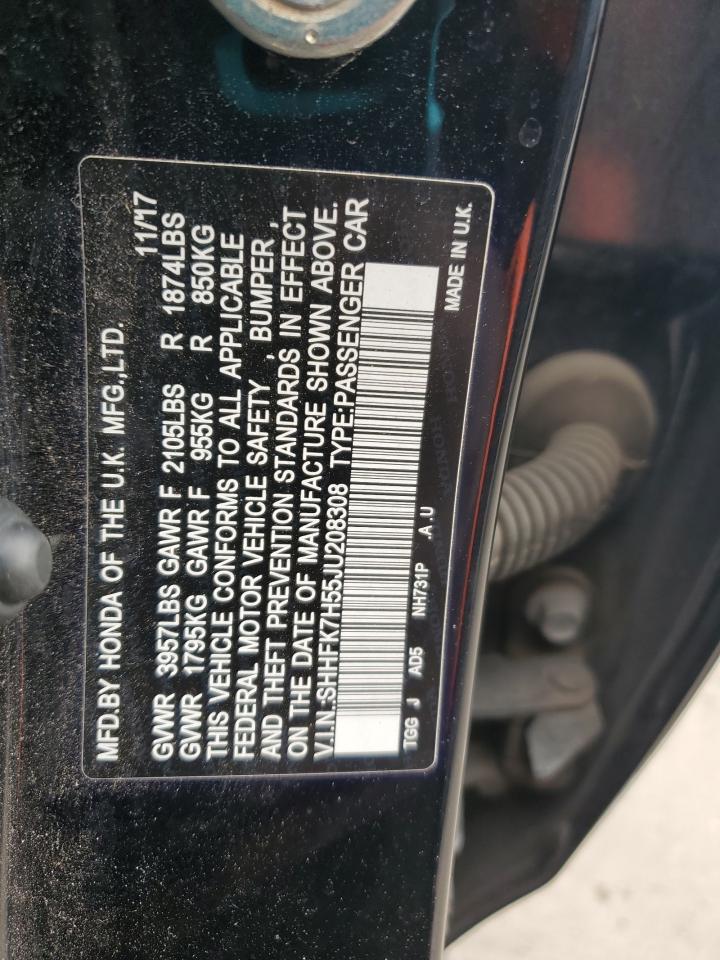 MFD.BY HONDA OF THE U.K. MFG.,LTD. 11/17
GVWR 3957LBS GAWR F 2105LBS R 1874LBS
GVWR 1795KG GAWR F 955KG R 850KG
THIS VEHICLE CONFORMS TO ALL APPLICABLE
FEDERAL MOTOR VEHICLE SAFETY , BUMPER ,
AND THEFT PREVENTION STANDARDS IN EFFECT
ON THE DATE OF MANUFACTURE SHOWN ABOVE.
V.I.N.:SHHFK7H55JU208308 TYPE:PASSENGER CAR
TGG J AD5 NH731P .A.U
MADE IN U.K.